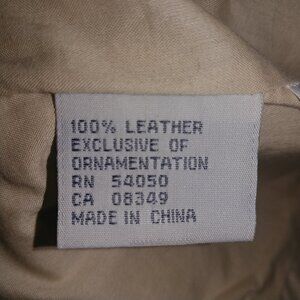 100% LEATHER
EXCLUSIVE OF
ORNAMENTATION
RN 54050
CA 08349
MADE IN CHINA